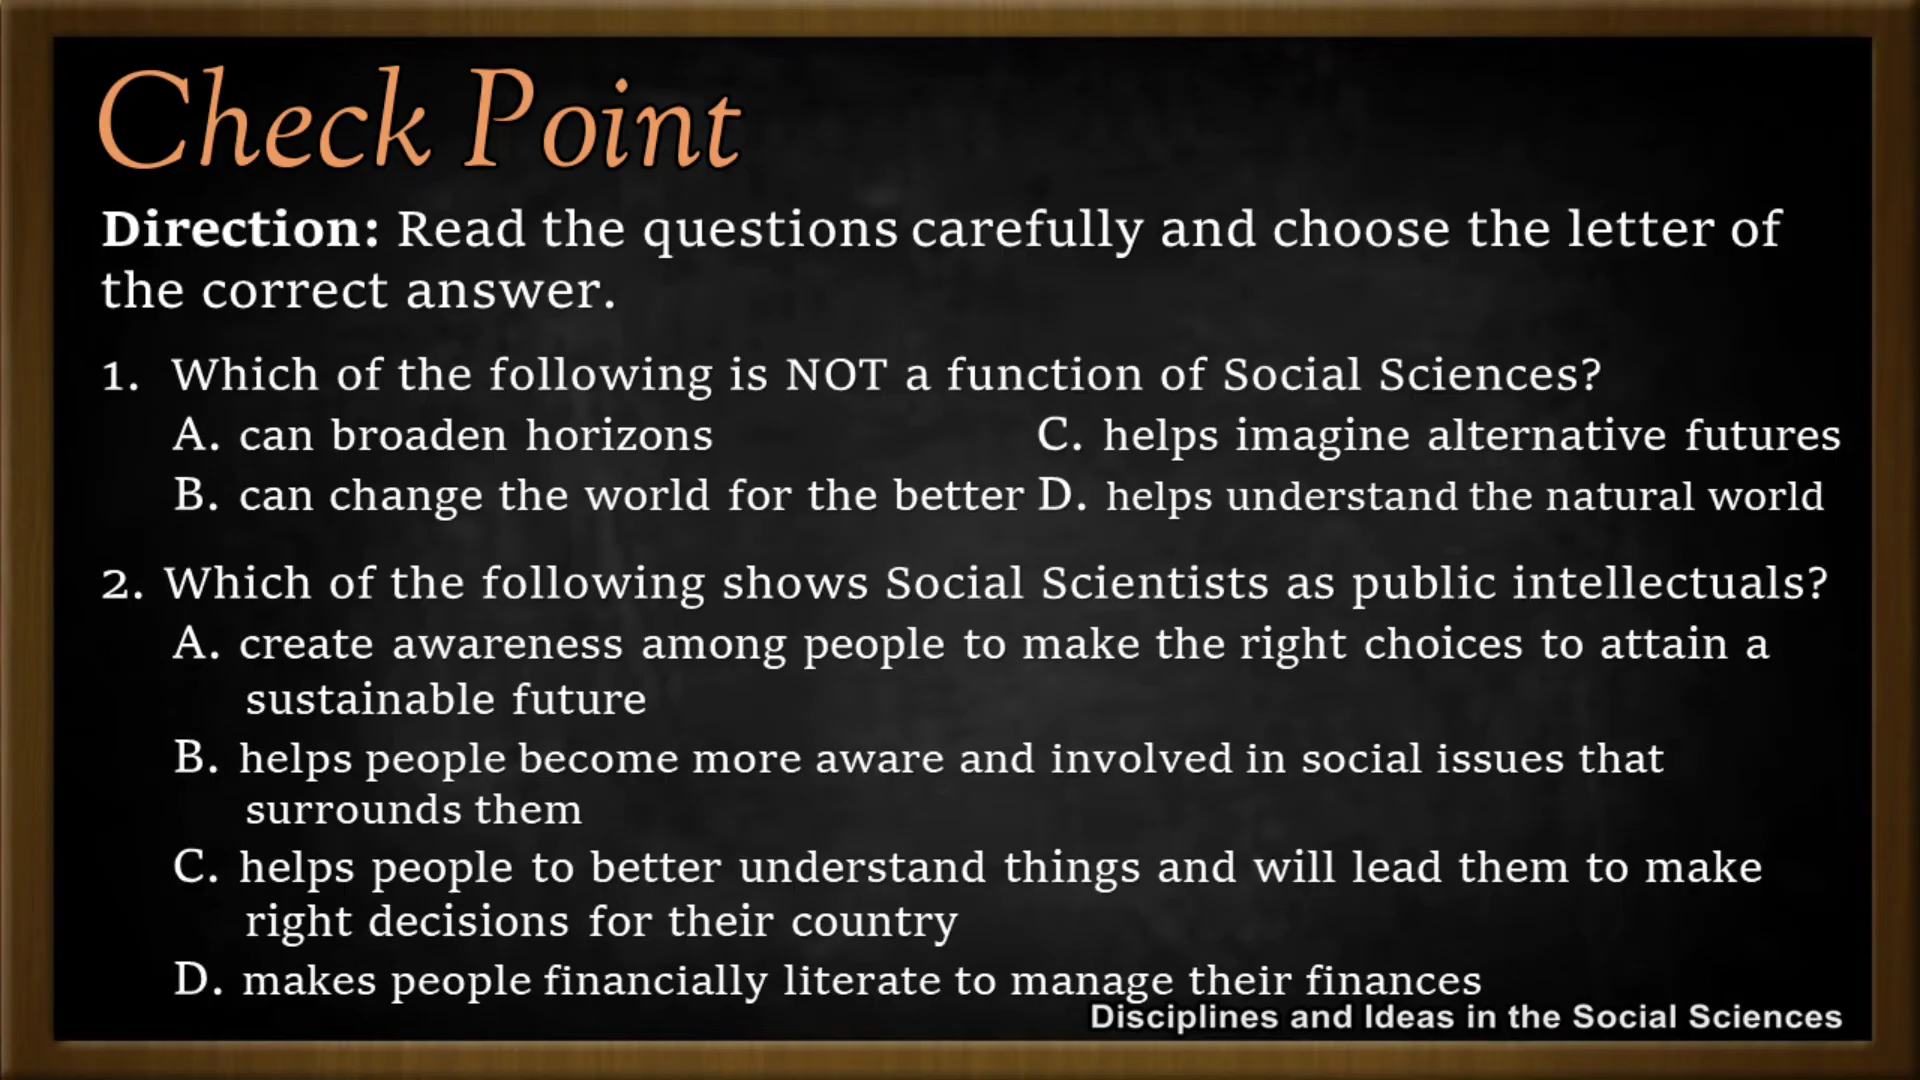 Check Point
Direction: Read the questions carefully and choose the letter of
the correct answer.
1. Which of the following is NOT a function of Social Sciences?
A. can broaden horizons C. helps imagine alternative futures
B. can change the world for the better D. helps understand the natural world
2. Which of the following shows Social Scientists as public intellectuals?
A. create awareness among people to make the right choices to attain a
sustainable future
B. helps people become more aware and involved in social issues that
surrounds them
C. helps people to better understand things and will lead them to make
right decisions for their country
D. makes people financially literate to manage their finances
Disciplines and Ideas in the Social Sciences